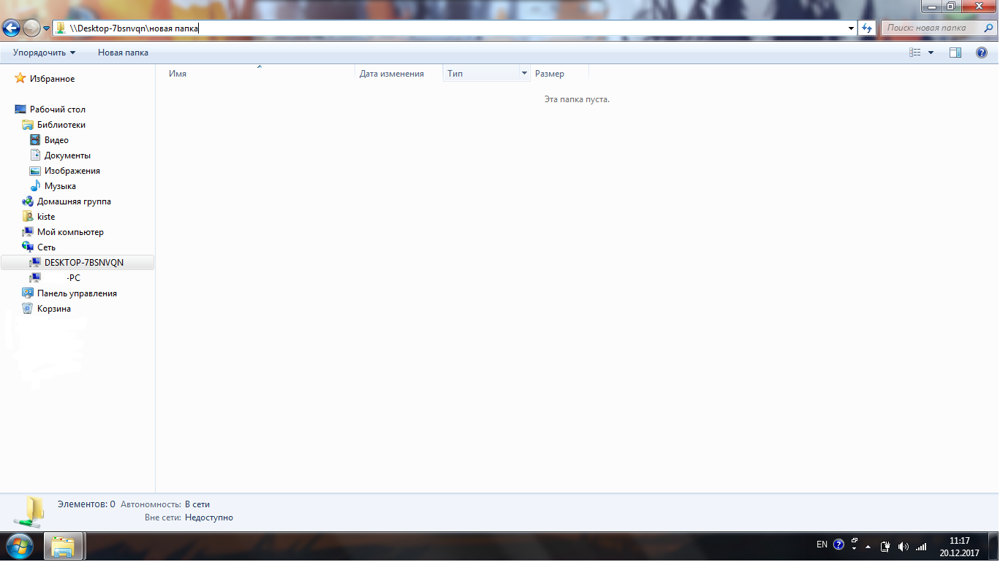 \\Desktop-7bsnvqn\новая папка
Поиск: новая папка
Упорядочить Новая папка
Имя Дата изменения Тип Размер
Эта папка пуста.
Избранное
Рабочий стол
Библиотеки
Видео
Документы
Изображения
Музыка
Домашняя группа
kiste
Мой компьютер
Сеть
DESKTOP-7BSNVQN
-PC
Панель управления
Корзина
Элементов: 0 Автономность: В сети
Вне сети: Недоступно
EN
11:17
20.12.2017